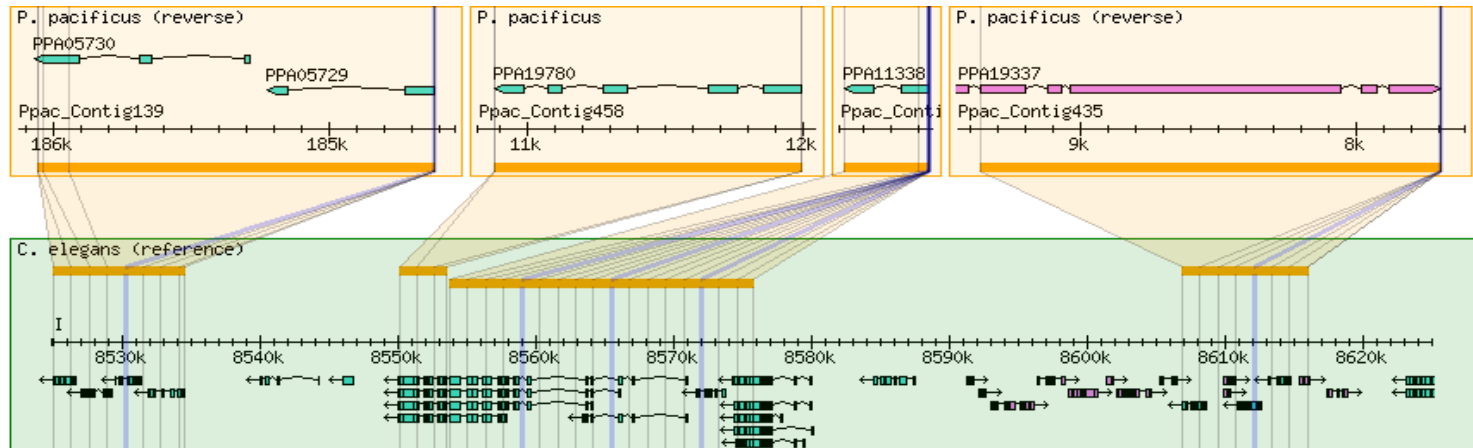 P. pacificus (reverse)
PPA05730
PPA05729
Ppac_Contig139
186k 185k
P. pacificus
PPA19780
Ppac_Contig458
11k 12k
PPA11338
Ppac_Conti
P. pacificus (reverse)
PPA19337
Ppac_Contig435
9k 8k
C. elegans (reference)
I
8530k 8540k 8550k 8560k 8570k 8580k 8590k 8600k 8610k 8620k